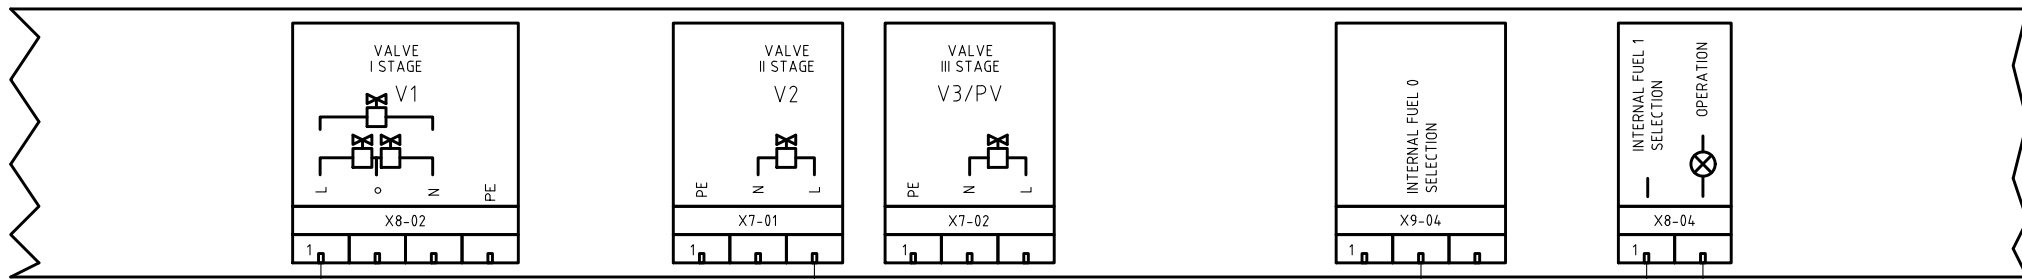 VALVE
I STAGE
V1
L
o
N
PE
X8-02
1
VALVE
II STAGE
V2
PE
N
L
X7-01
1
VALVE
III STAGE
V3/PV
PE
N
L
X7-02
1
INTERNAL FUEL 0
SELECTION
X9-04
1
INTERNAL FUEL 1
SELECTION
OPERATION
X8-04
1